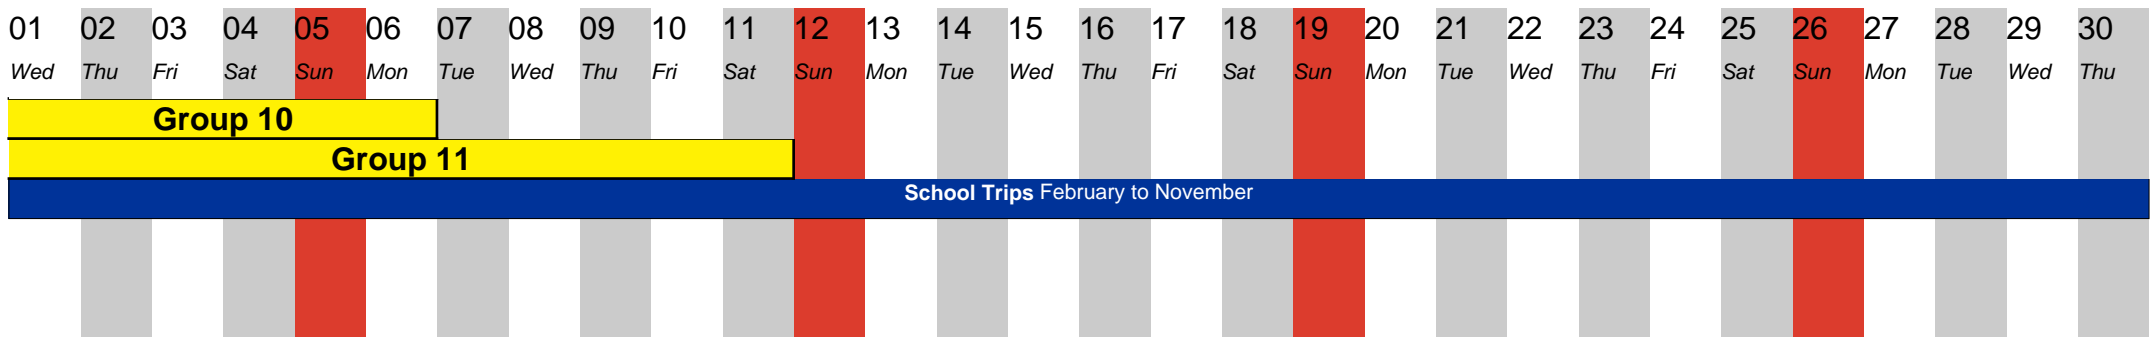 01 02 03 04 05 06 07 08 09 10 11 12 13 14 15 16 17 18 19 20 21 22 23 24 25 26 27 28 29 30
Wed Thu Fri Sat Sun Mon Tue Wed Thu Fri Sat Sun Mon Tue Wed Thu Fri Sat Sun Mon Tue Wed Thu Fri Sat Sun Mon Tue Wed Thu
Group 10
Group 11
School Trips February to November